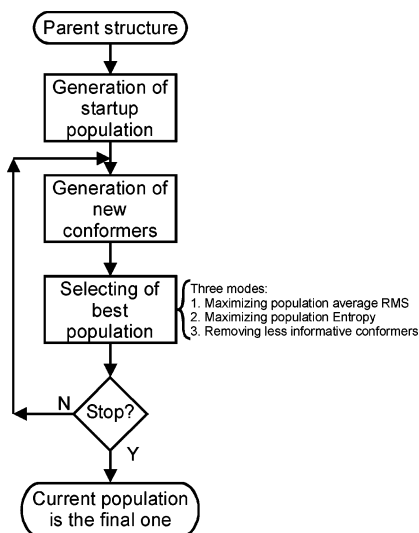 Parent structure
Generation of
startup
population
Generation of
new
conformers
Selecting of
best
population
Three modes:
1. Maximizing population average RMS
2. Maximizing population Entropy
3. Removing less informative conformers
N
Stop?
Y
Current population
is the final one